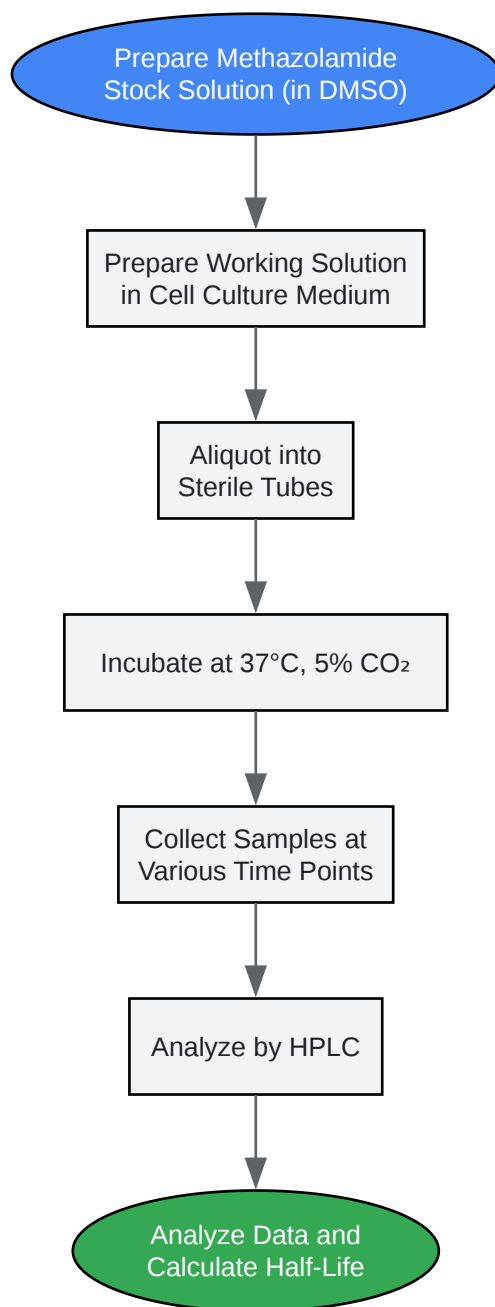 Prepare Methazolamide
Stock Solution (in DMSO)
Prepare Working Solution
in Cell Culture Medium
Aliquot into
Sterile Tubes
Incubate at 37°C, 5% CO₂
Collect Samples at
Various Time Points
Analyze by HPLC
Analyze Data and
Calculate Half-Life